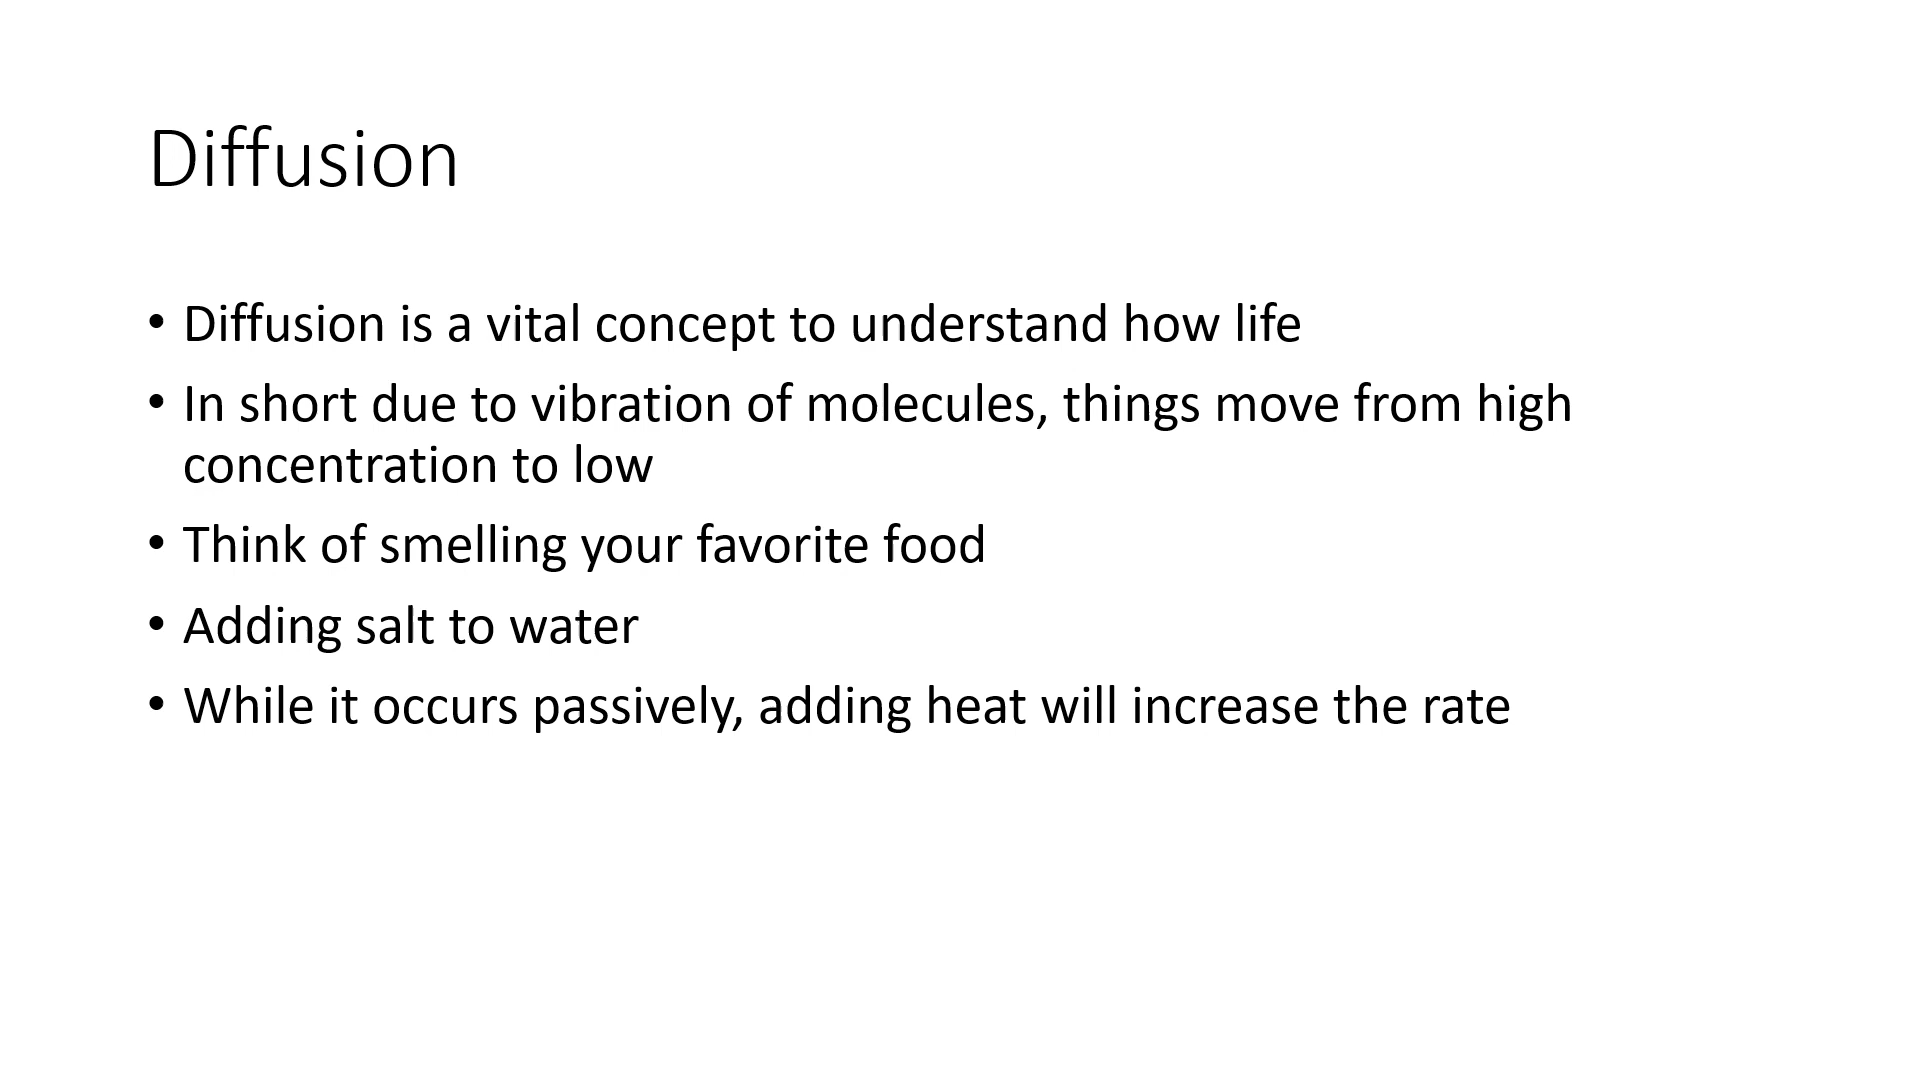 Diffusion
• Diffusion is a vital concept to understand how life
• In short due to vibration of molecules, things move from high
concentration to low
• Think of smelling your favorite food
• Adding salt to water
• While it occurs passively, adding heat will increase the rate